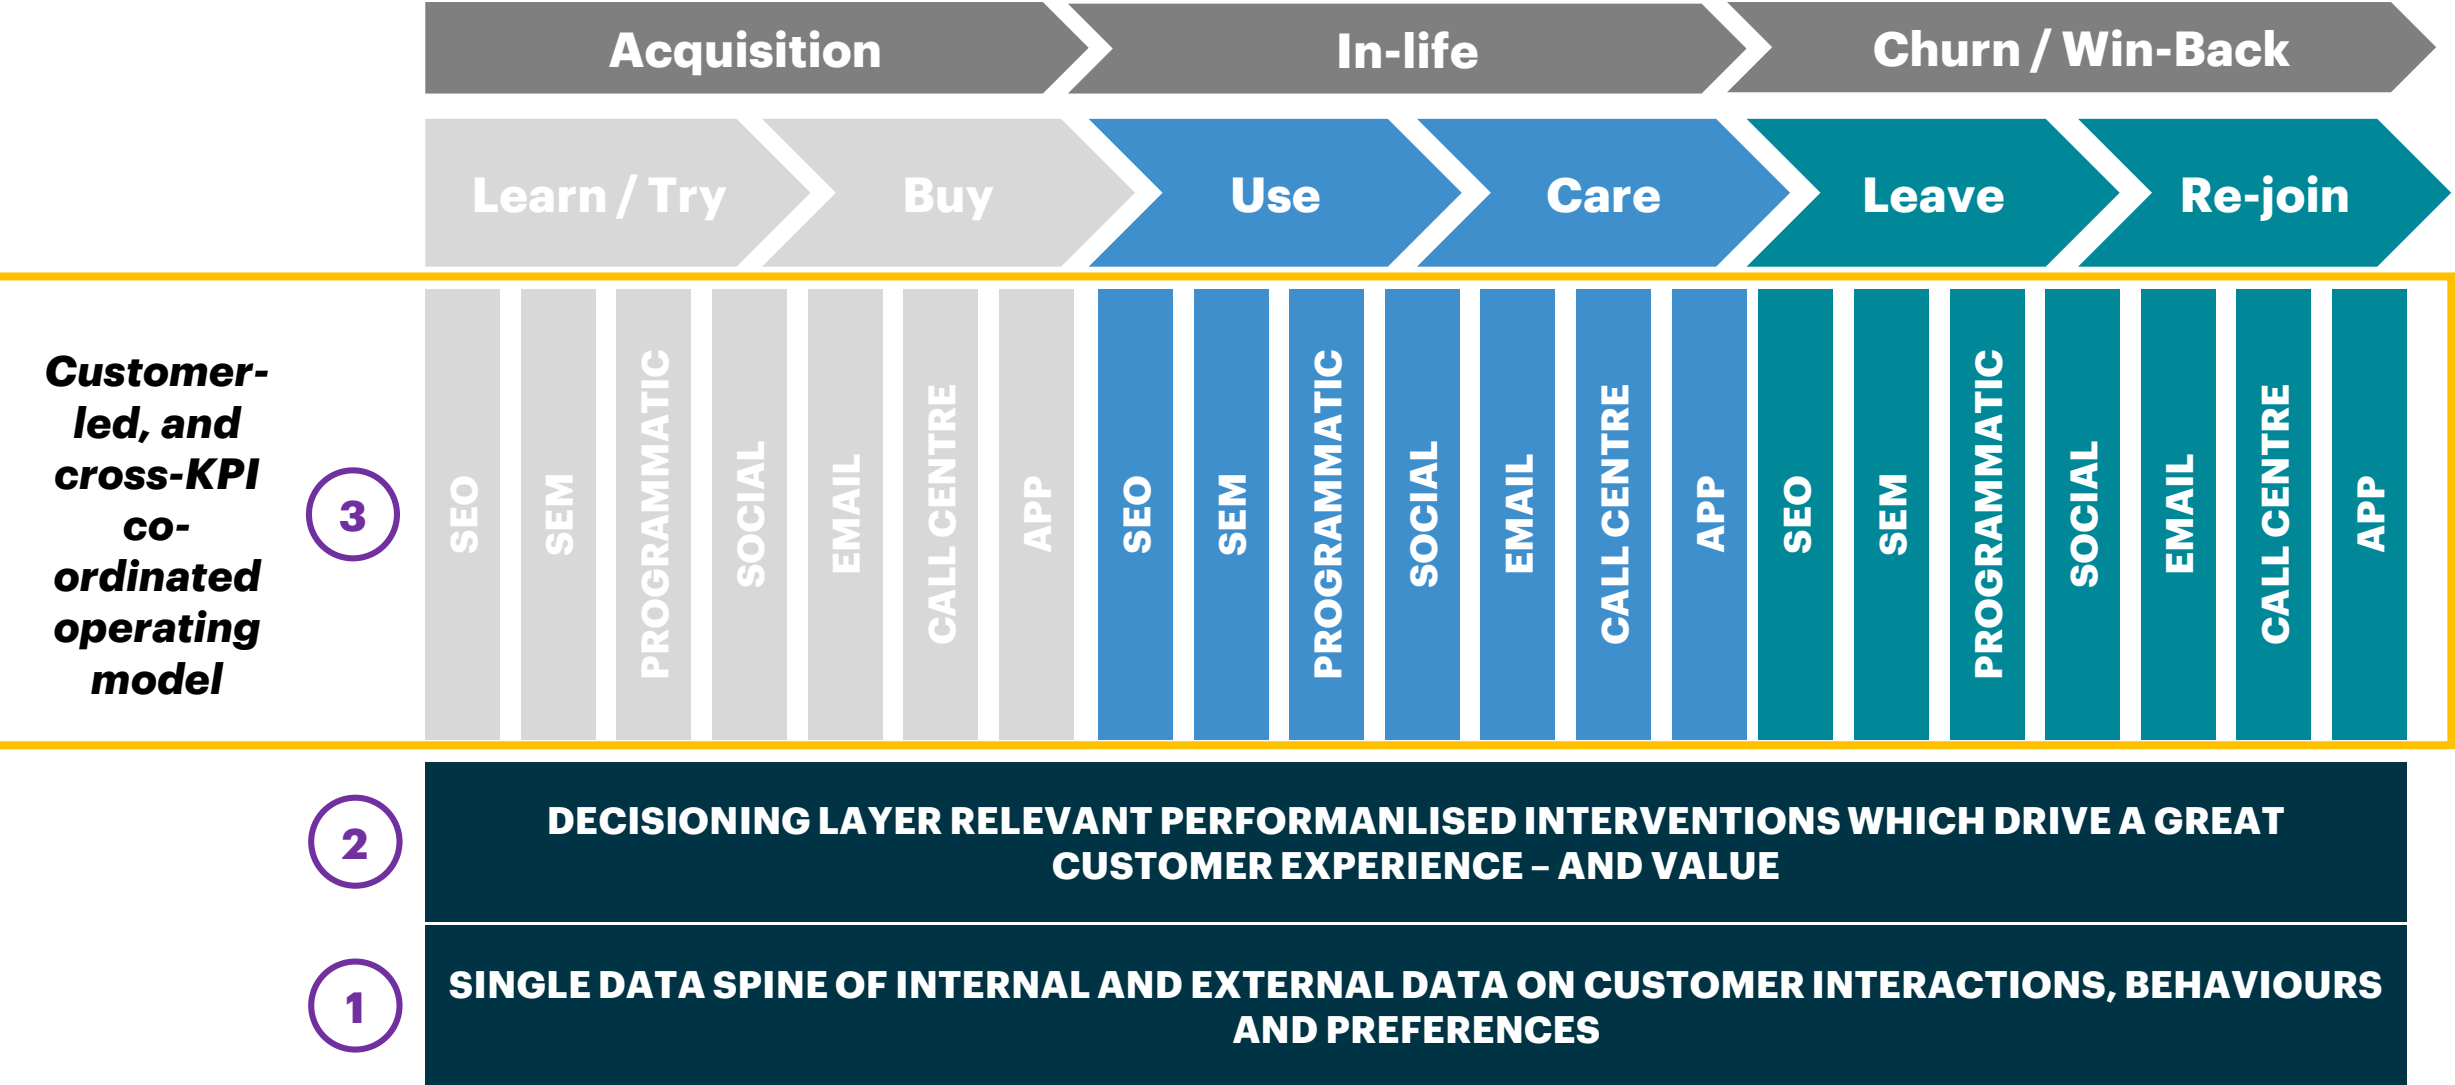 Acquisition
In-life
Churn / Win-Back
Learn / Try
Buy
Use
Care
Leave
Re-join
Customer-
led, and
cross-KPI
co-
ordinated
operating
model
3
SEO
SEM
PROGRAMMATIC
SOCIAL
EMAIL
CALL CENTRE
APP
SEO
SEM
PROGRAMMATIC
SOCIAL
EMAIL
CALL CENTRE
APP
SEO
SEM
PROGRAMMATIC
SOCIAL
EMAIL
CALL CENTRE
APP
2
DECISIONING LAYER RELEVANT PERFORMANLISED INTERVENTIONS WHICH DRIVE A GREAT
CUSTOMER EXPERIENCE – AND VALUE
1
SINGLE DATA SPINE OF INTERNAL AND EXTERNAL DATA ON CUSTOMER INTERACTIONS, BEHAVIOURS
AND PREFERENCES